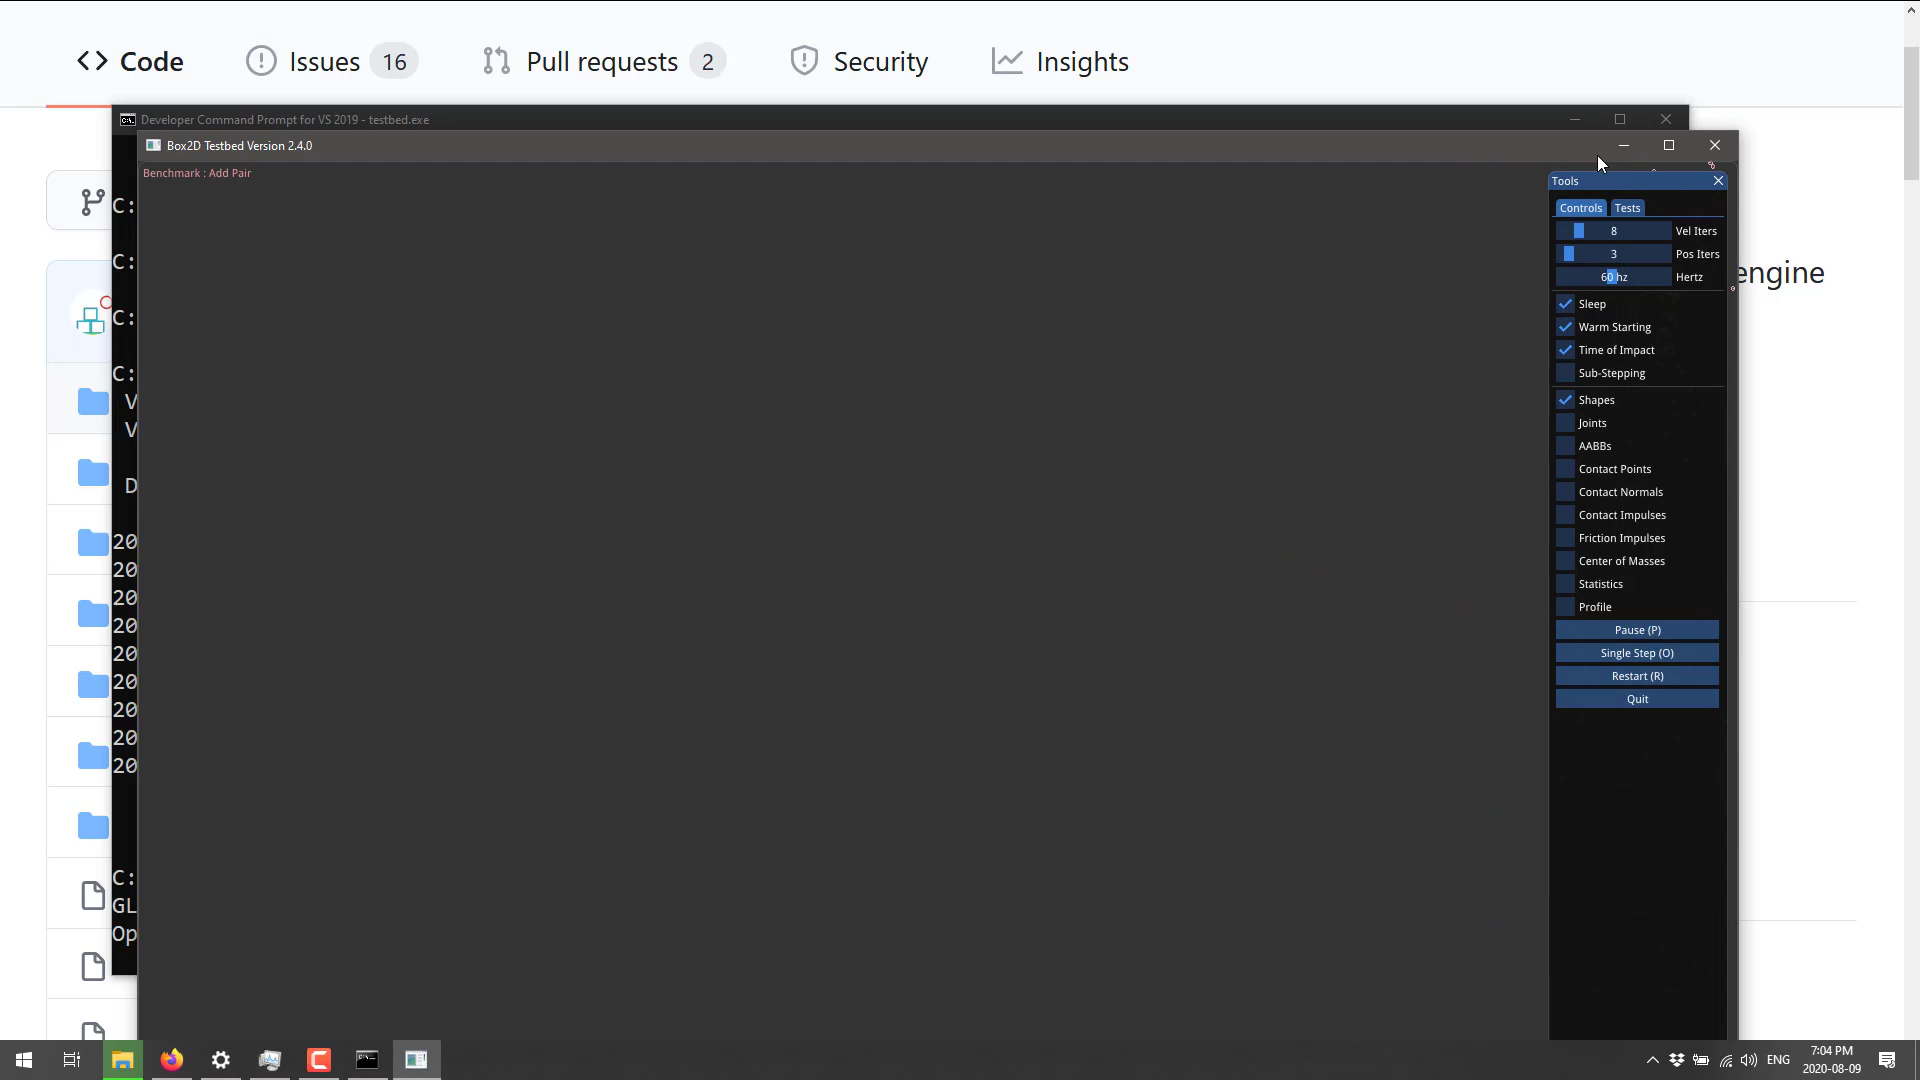 Code
Issues 16
Pull requests 2
Security
Insights
Developer Command Prompt for VS 2019 - testbed.exe
Box2D Testbed Version 2.4.0
Benchmark : Add Pair
Tools
Controls
Tests
8 Vel Iters
3 Pos Iters
60 hz Hertz
Sleep
Warm Starting
Time of Impact
Sub-Stepping
Shapes
Joints
AABBs
Contact Points
Contact Normals
Contact Impulses
Friction Impulses
Center of Masses
Statistics
Profile
Pause (P)
Single Step (O)
Restart (R)
Quit
engine
C:
C:
C:
C:
V
V
D
20
20
20
20
20
20
20
20
20
C:
GL
Op
ENG
7:04 PM
2020-08-09